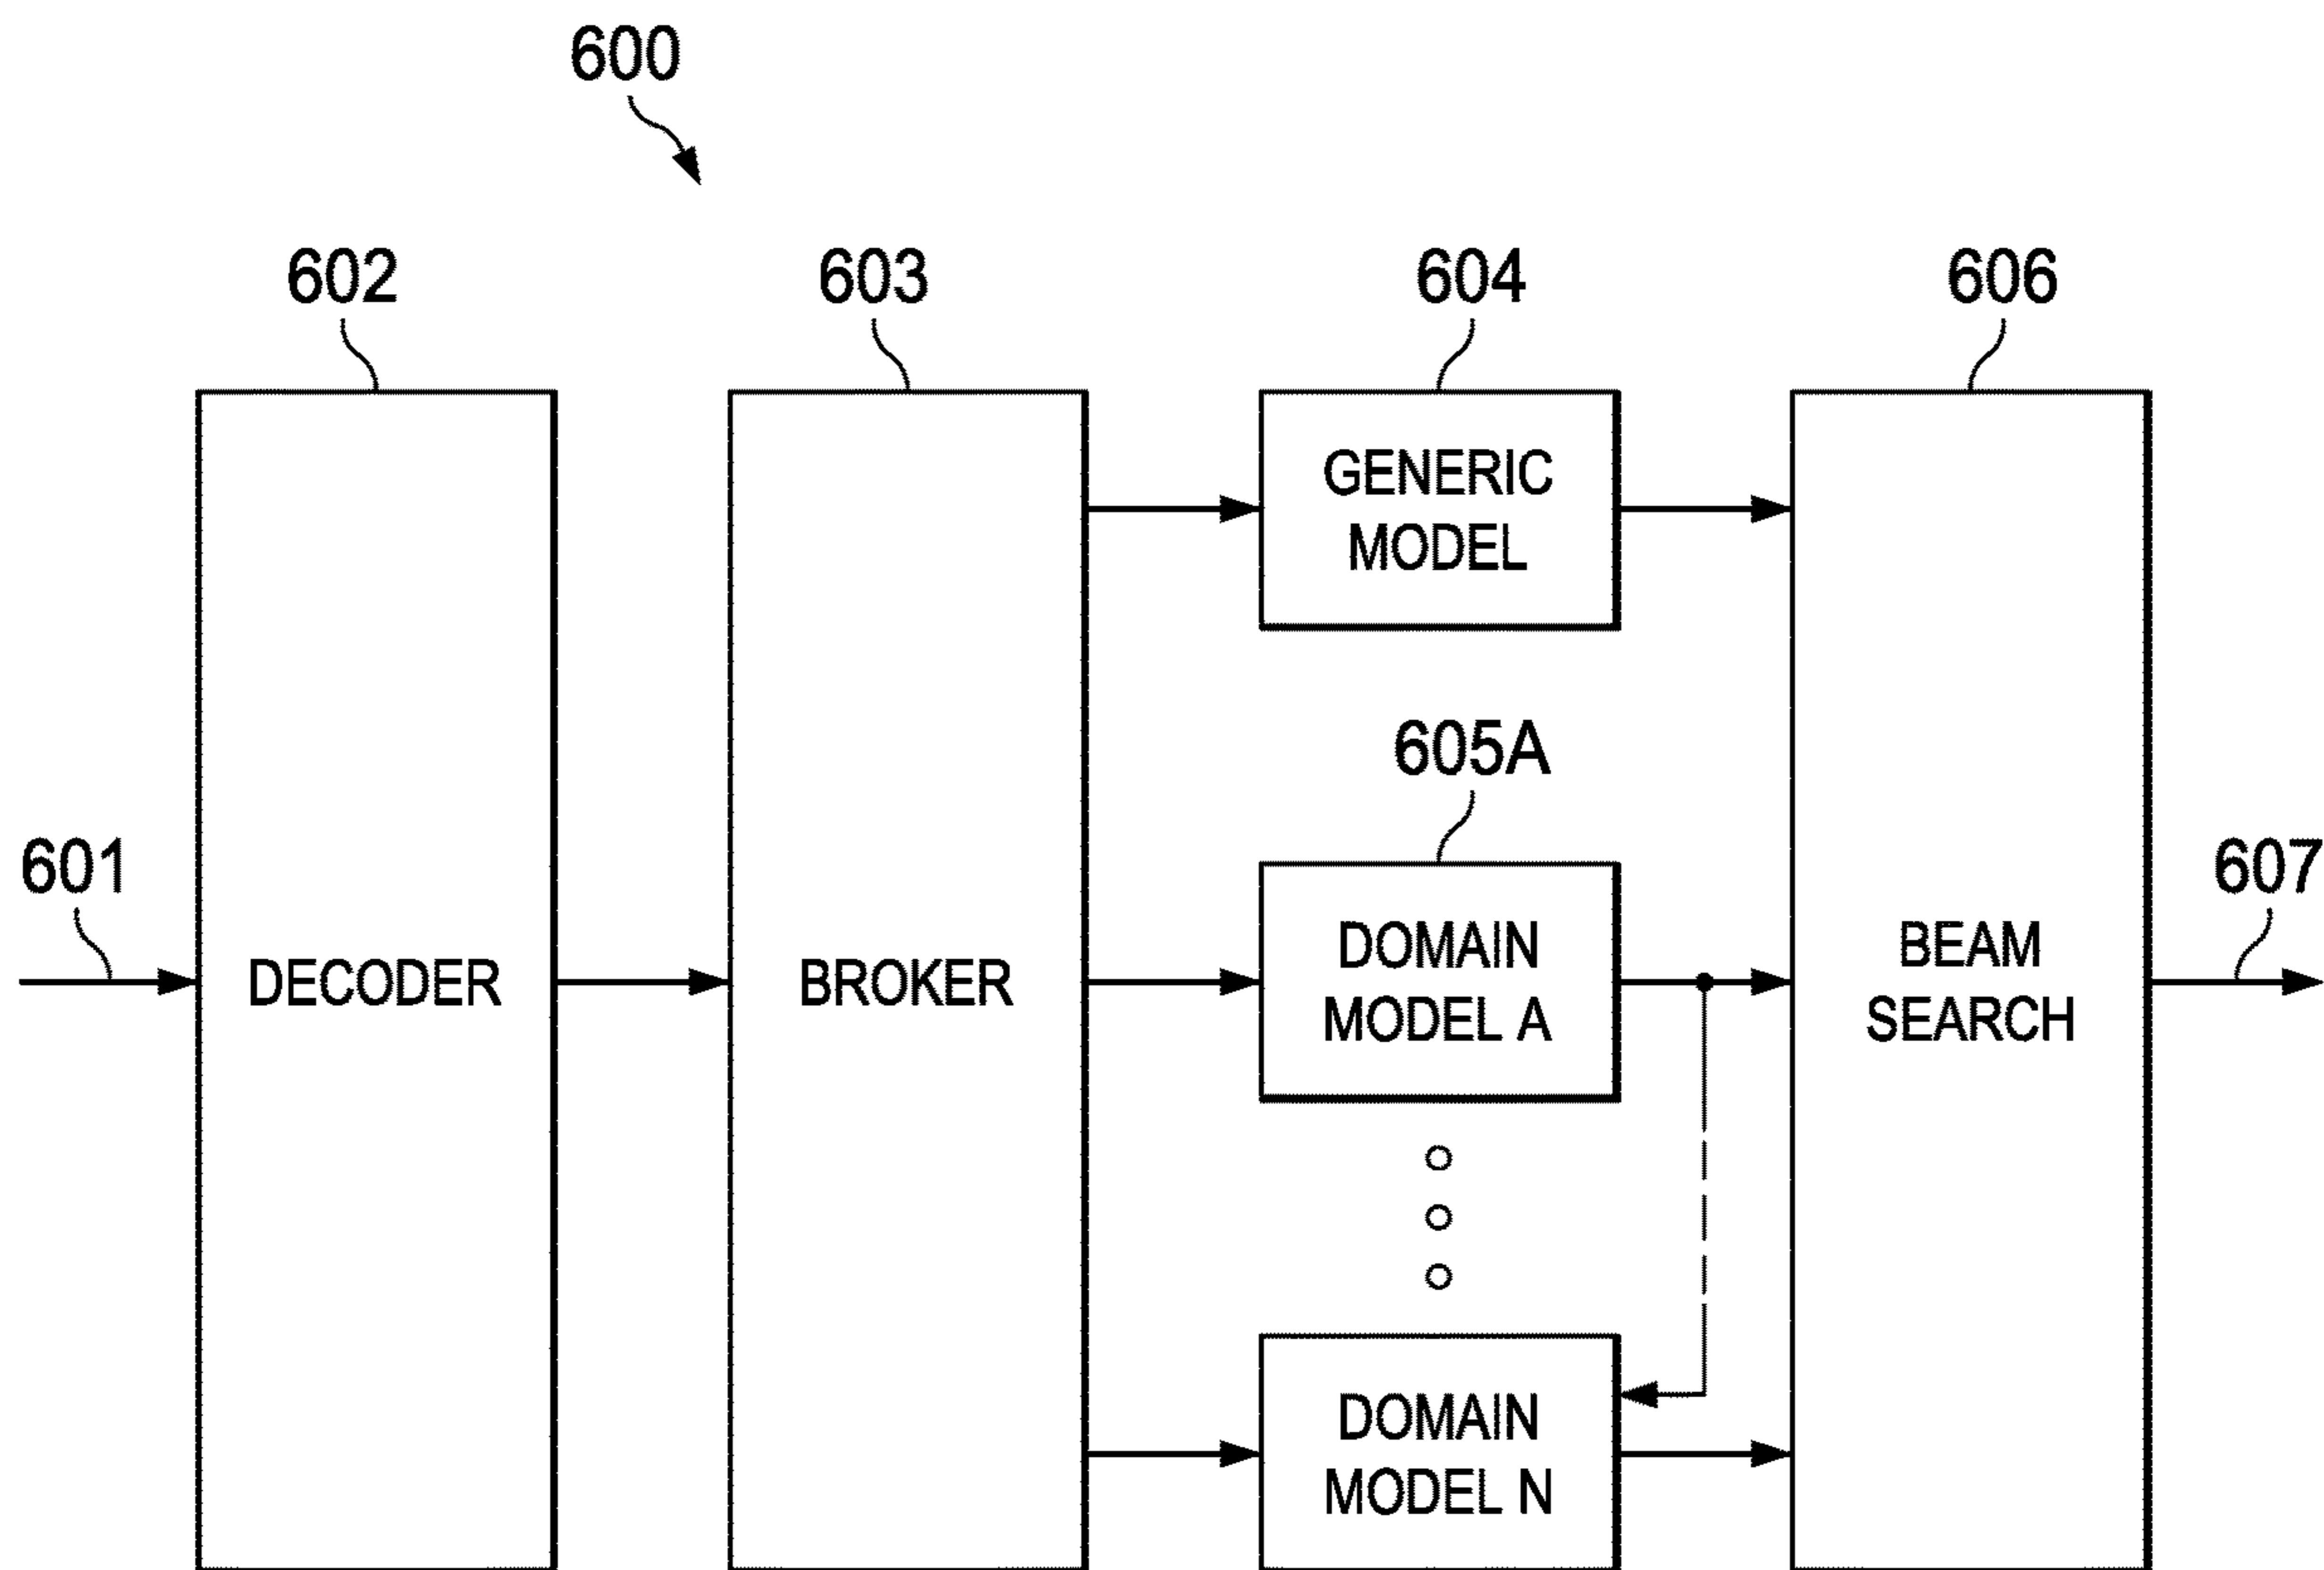 600
602
603
604
606
GENERIC
MODEL
605A
601
607
DECODER
BROKER
DOMAIN
MODEL A
BEAM
SEARCH
DOMAIN
MODEL N